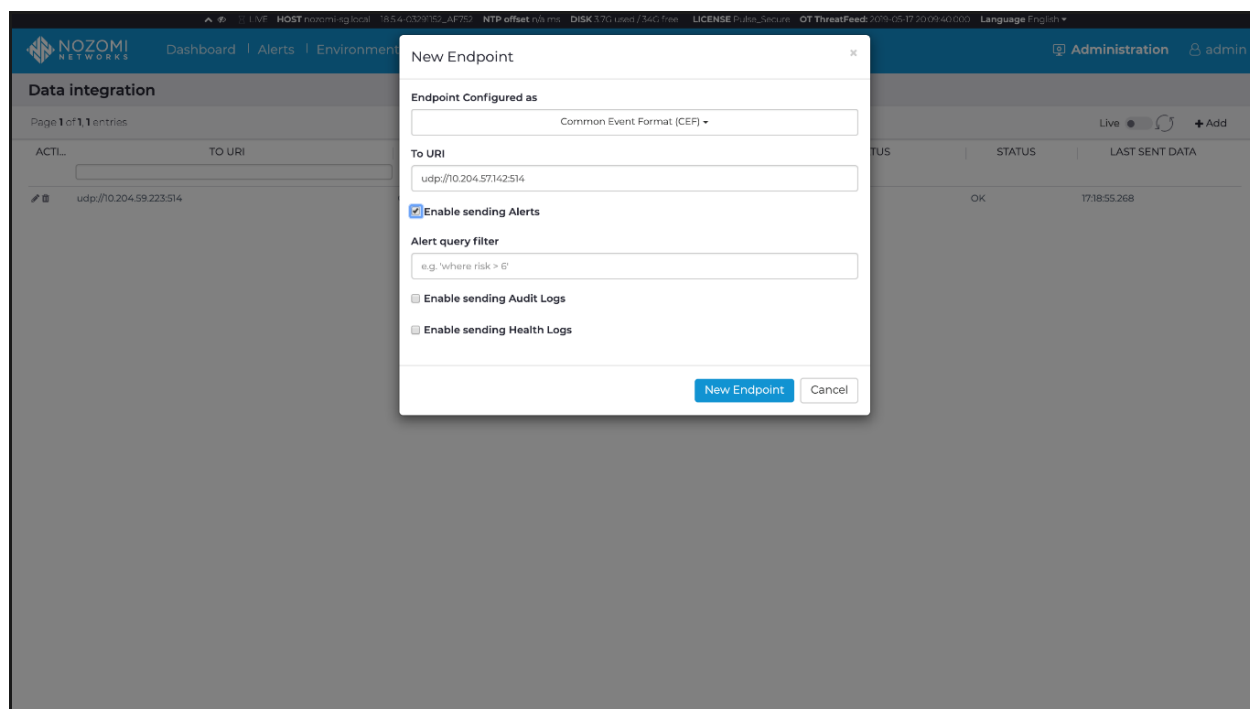 LIVE HOST nozomi-sg.local 18.5.4-03291152_AF752 NTP offset n/a ms DISK 3.7G used / 34G free LICENSE Pulse_Secure OT ThreatFeed: 2019-05-17 20:09:40.000 Language English
NOZOMI
NETWORKS
Dashboard | Alerts | Environment
Administration
admin
Data integration
Page 1 of 1, 1 entries
Live
+ Add
ACTI...
TO URI
TUS
STATUS
LAST SENT DATA
udp://10.204.59.223:514
OK
17:18:55.268
New Endpoint
×
Endpoint Configured as
Common Event Format (CEF)
To URI
udp://10.204.57.142:514
Enable sending Alerts
Alert query filter
e.g. 'where risk > 6'
Enable sending Audit Logs
Enable sending Health Logs
New Endpoint
Cancel